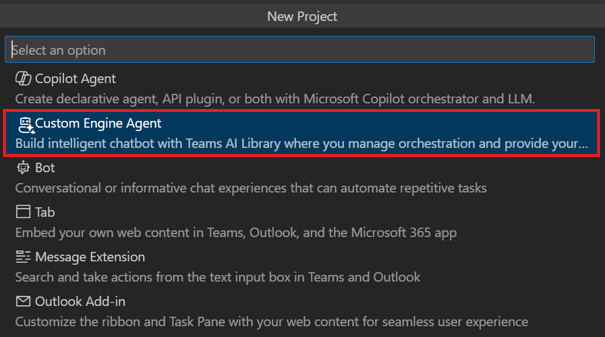 New Project
Select an option
Copilot Agent
Create declarative agent, API plugin, or both with Microsoft Copilot orchestrator and LLM.
Custom Engine Agent
Build intelligent chatbot with Teams AI Library where you manage orchestration and provide your...
Bot
Conversational or informative chat experiences that can automate repetitive tasks
Tab
Embed your own web content in Teams, Outlook, and the Microsoft 365 app
Message Extension
Search and take actions from the text input box in Teams and Outlook
Outlook Add-in
Customize the ribbon and Task Pane with your web content for seamless user experience